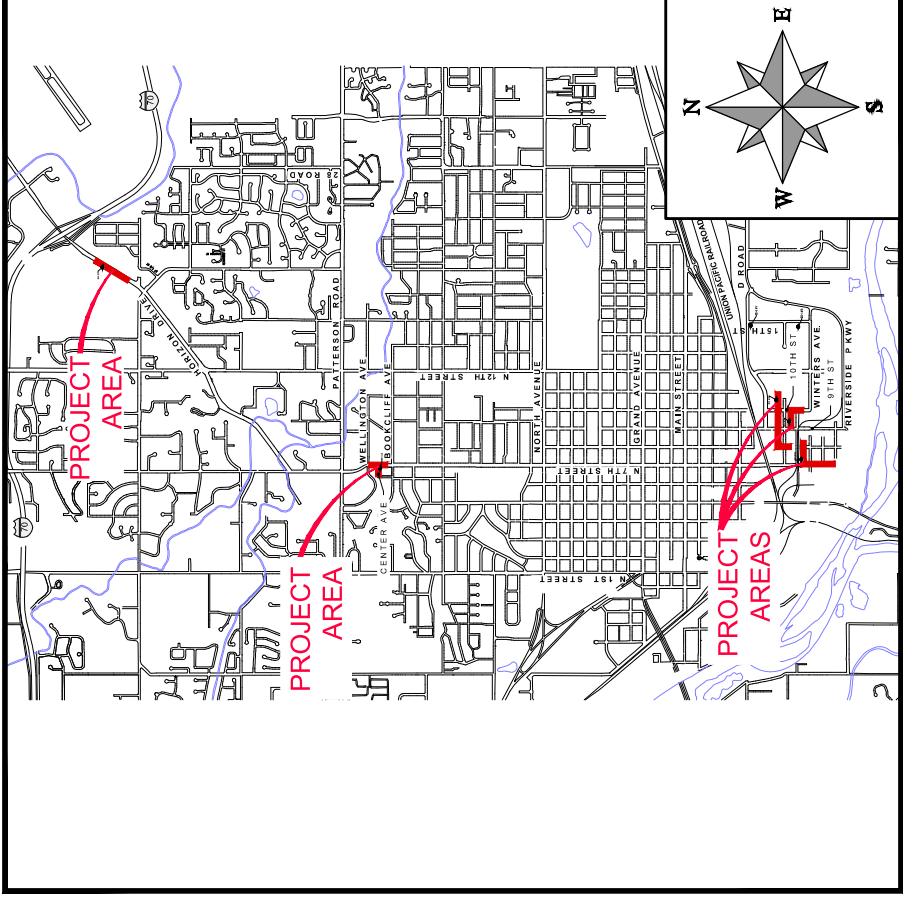 E
N
S
W
70
70
28 ROAD
HORIZON DRIVE
PROJECT
AREA
PATTERSON ROAD
WELLINGTON AVE
BOOKCLIFF AVE
CENTER AVE
N 12TH STREET
NORTH AVENUE
GRAND AVENUE
MAIN STREET
N 7TH STREET
N 1ST STREET
PROJECT
AREA
UNION PACIFIC RAILROAD
D ROAD
15TH ST
10TH ST
WINTERS AVE.
9TH ST
RIVERSIDE PKWY
PROJECT
AREAS